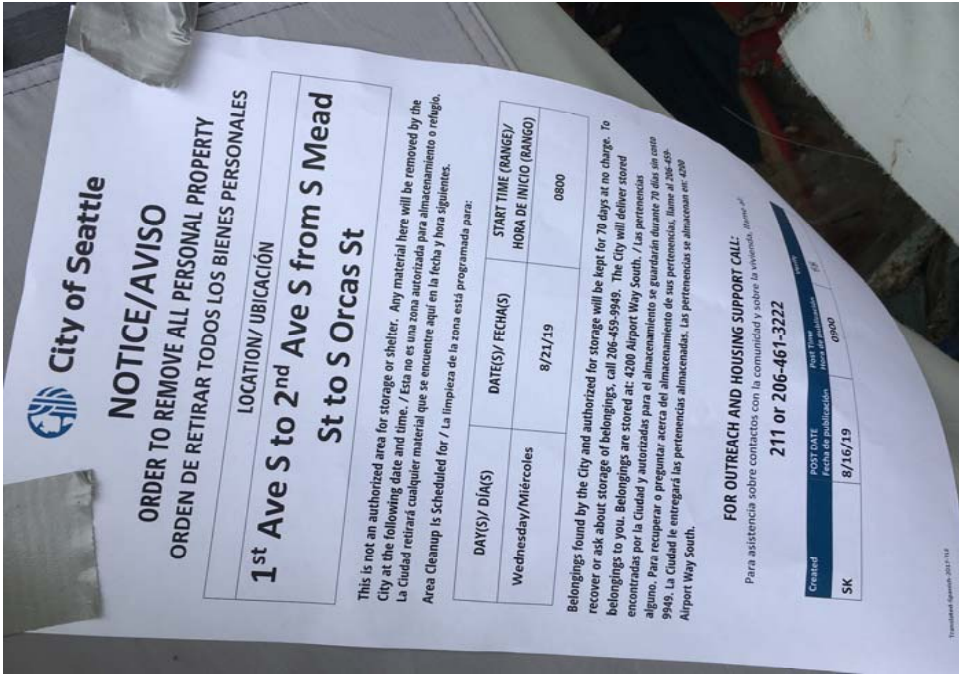 City of Seattle
NOTICE/AVISO
ORDER TO REMOVE ALL PERSONAL PROPERTY
ORDEN DE RETIRAR TODOS LOS BIENES PERSONALES
LOCATION/ UBICACIÓN
1st Ave S to 2nd Ave S from S Mead
St to S Orcas St
This is not an authorized area for storage or shelter. Any material here will be removed by the
City at the following date and time. / Esta no es una zona autorizada para almacenamiento o refugio.
La Ciudad retirará cualquier material que se encuentre aquí en la fecha y hora siguientes.
Area Cleanup Is Scheduled for / La limpieza de la zona está programada para:
DAY(S)/ DÍA(S) DATE(S)/ FECHA(S) START TIME (RANGE)/
HORA DE INICIO (RANGO)
Wednesday/Miércoles 8/21/19 0800
Belongings found by the City and authorized for storage will be kept for 70 days at no charge. To
recover or ask about storage of belongings, call 206-459-9949. The City will deliver stored
belongings to you. Belongings are stored at: 4200 Airport Way South. / Las pertenencias
encontradas por la Ciudad y autorizadas para el almacenamiento se guardarán durante 70 días sin costo
alguno. Para recuperar o preguntar acerca del almacenamiento de sus pertenencias, llame al 206-459-
9949. La Ciudad le entregará las pertenencias almacenadas. Las pertenencias se almacenan en: 4200
Airport Way South.
FOR OUTREACH AND HOUSING SUPPORT CALL:
Para asistencia sobre contactos con la comunidad y sobre la vivienda, llame al
211 or 206-461-3222
Created POST DATE Post Time Verify
Fecha de publicación Hora de publicación
SK 8/16/19 0900
Translated-Spanish-2017-TLE